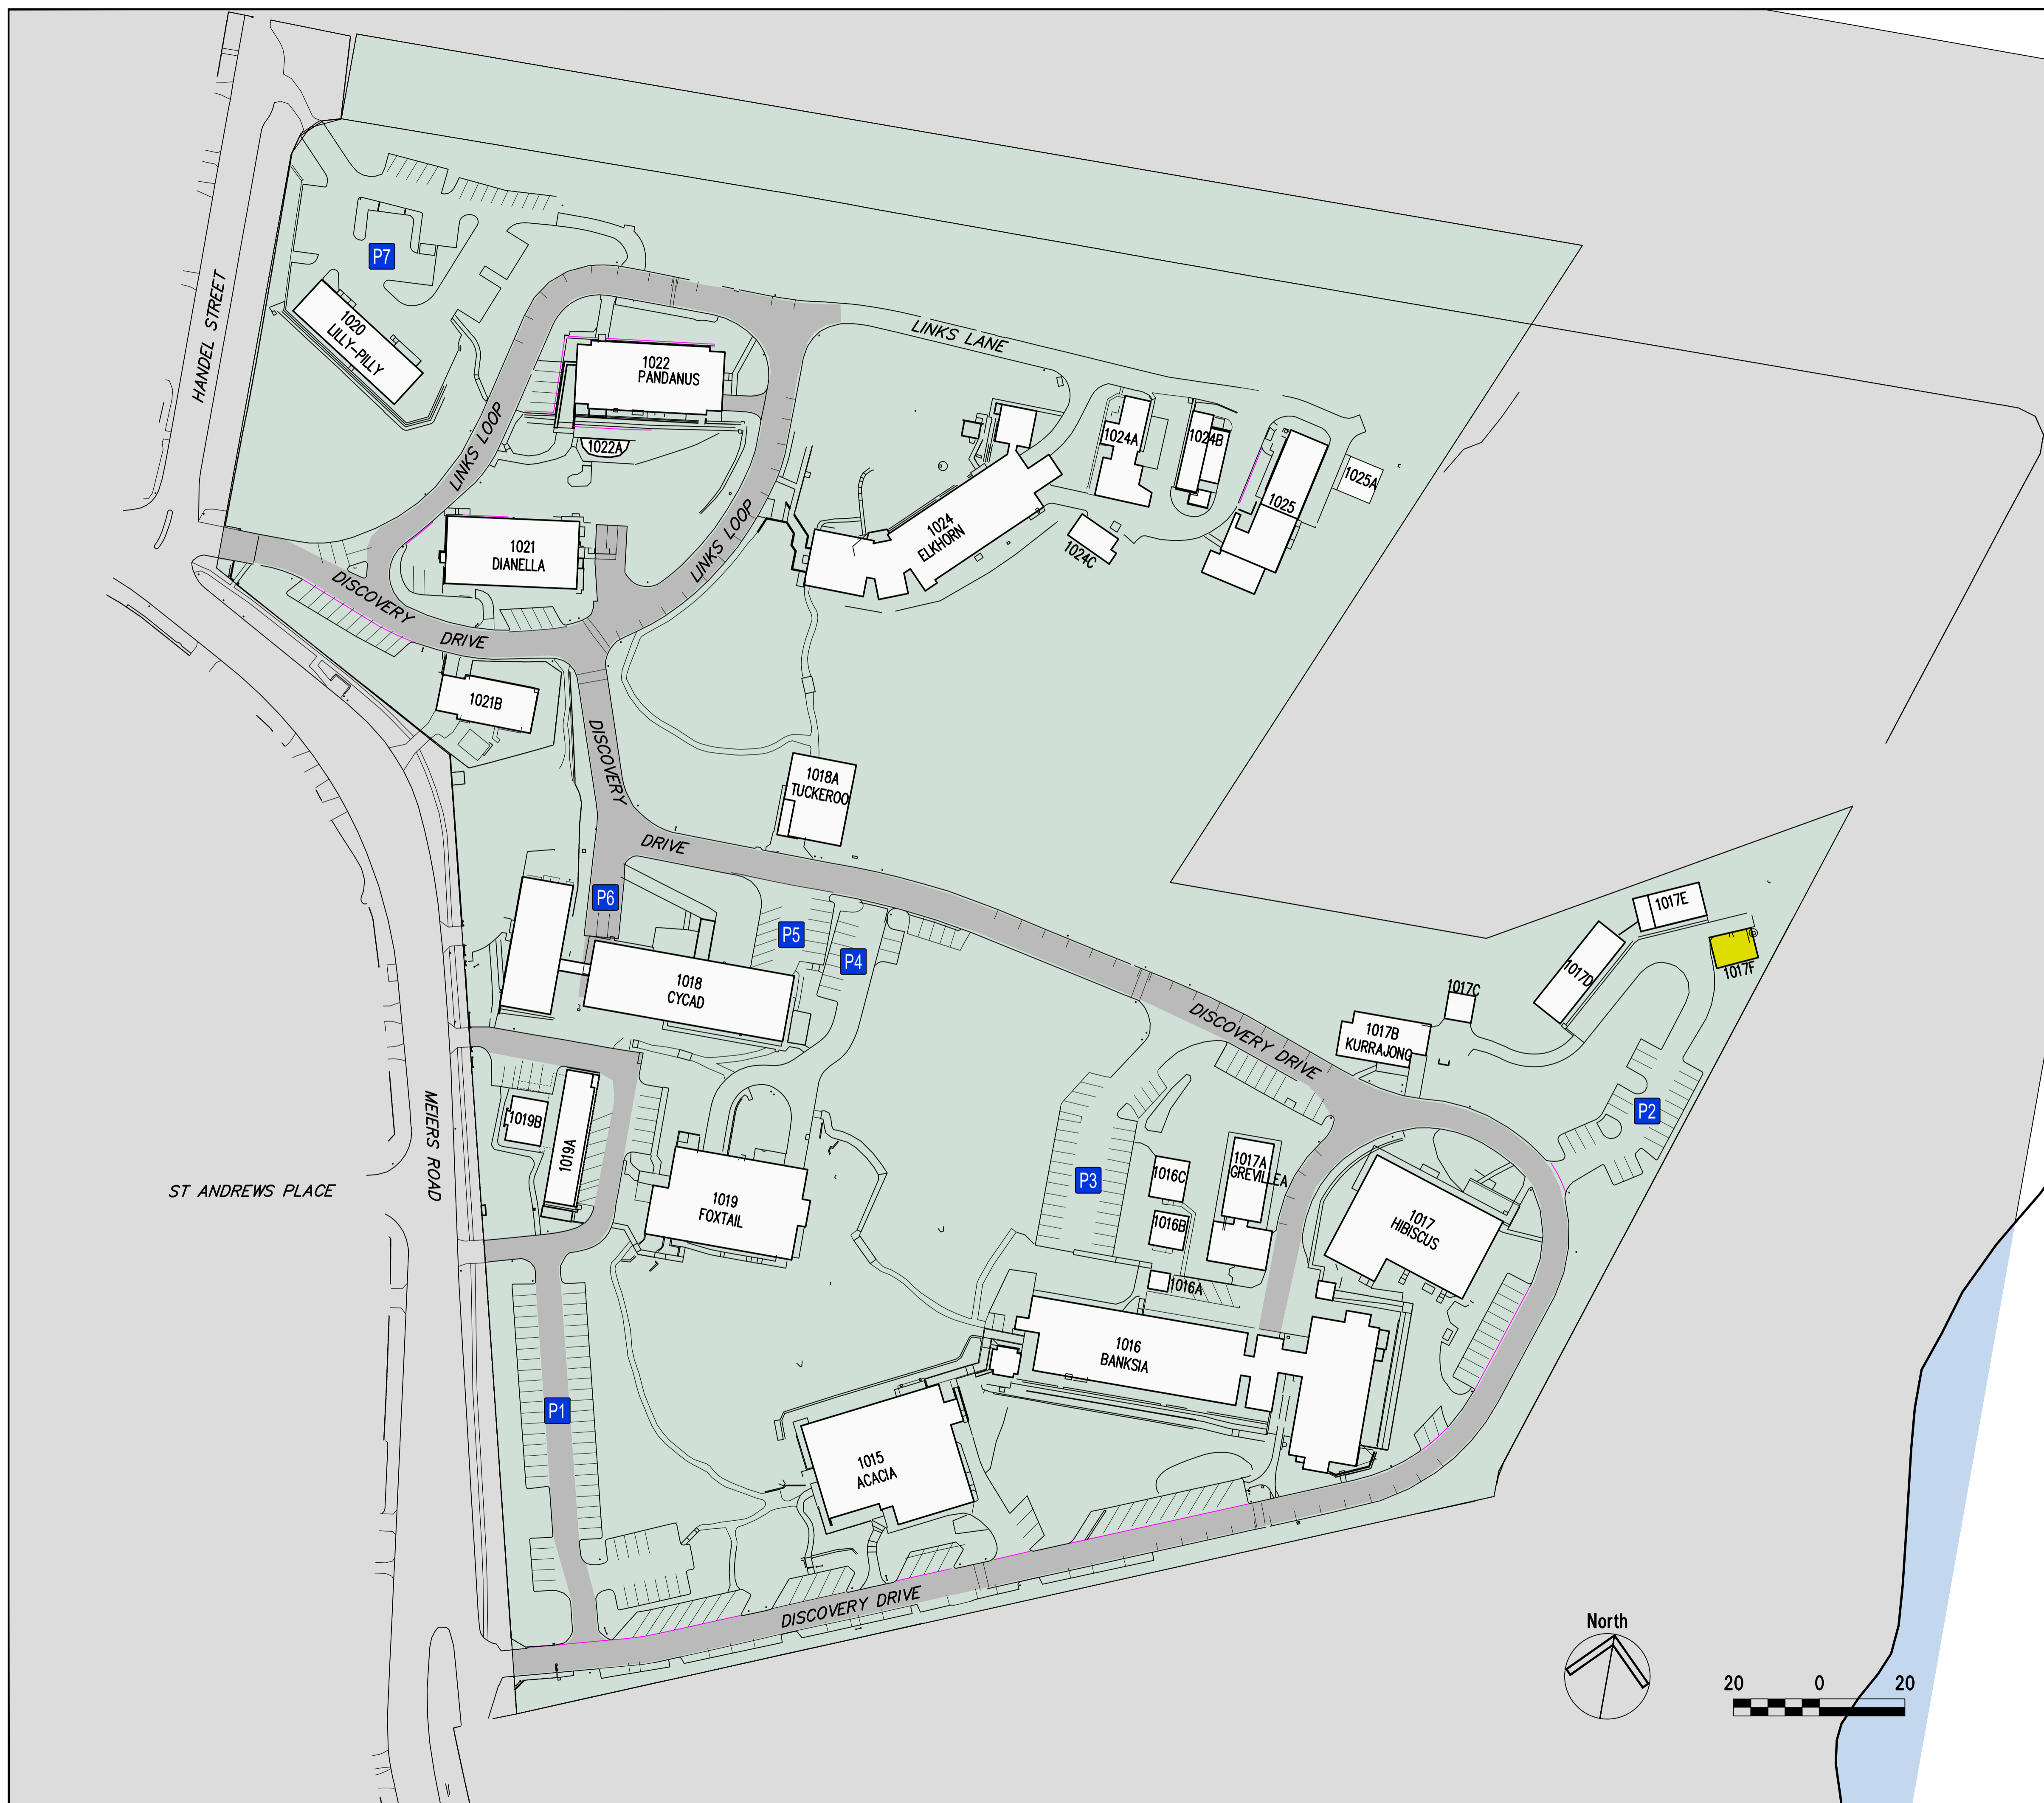 HANDEL STREET
P7
1020
LILLY-PILLY
LINKS LANE
1022
PANDANUS
1022A
LINKS LOOP
LINKS LOOP
1021
DIANELLA
1024
ELKHORN
1024A
1024B
1024C
1025
1025A
DISCOVERY
DRIVE
1021B
DISCOVERY
DRIVE
1018A
TUCKEROO
P6
P5
P4
1018
CYCAD
DISCOVERY DRIVE
1017B
KURRAJONG
1017C
1017D
1017E
1017F
P2
MEIERS ROAD
ST ANDREWS PLACE
1019B
1019A
1019
FOXTAIL
P3
1016C
1016B
1016A
1017A
GREVILLEA
1017
HIBISCUS
1016
BANKSIA
P1
1015
ACACIA
DISCOVERY DRIVE
North
20 0 20